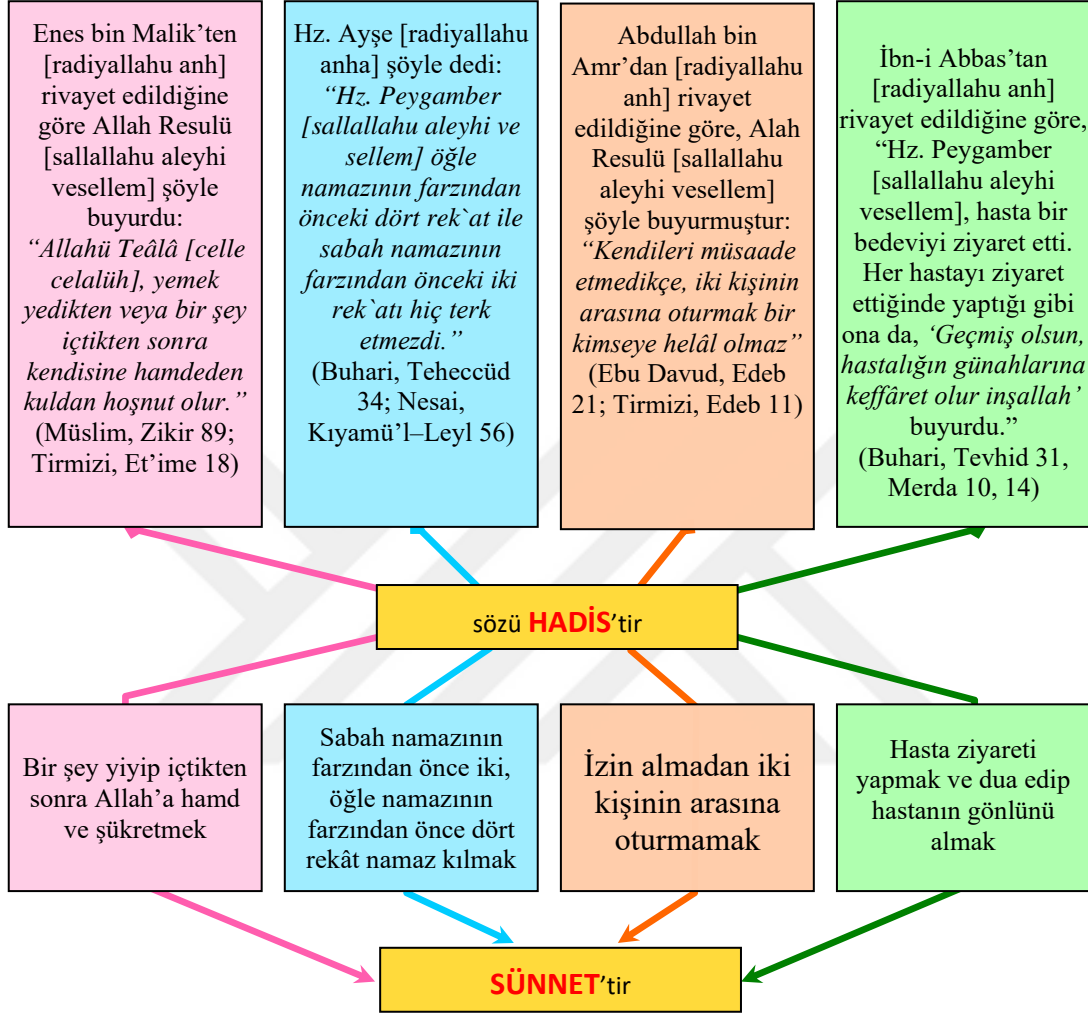 Enes bin Malik’ten
[radiyallahu anh]
rivayet edildiğine
göre Allah Resulü
[sallallahu aleyhi
vesellem] şöyle
buyurdu:
“Allahü Teâlâ [celle
celalüh], yemek
yedikten veya bir şey
içtikten sonra
kendisine hamdeden
kuldan hoşnut olur.”
(Müslim, Zikir 89;
Tirmizi, Et’ime 18)
Hz. Ayşe [radiyallahu
anha] şöyle dedi:
“Hz. Peygamber
[sallallahu aleyhi ve
sellem] öğle
namazının farzından
önceki dört rek`at ile
sabah namazının
farzından önceki iki
rek`atı hiç terk
etmezdi.”
(Buhari, Teheccüd
34; Nesai,
Kıyamü’l–Leyl 56)
Abdullah bin
Amr’dan [radiyallahu
anh] rivayet
edildiğine göre, Alah
Resulü [sallallahu
aleyhi vesellem]
şöyle buyurmuştur:
“Kendileri müsaade
etmedikçe, iki kişinin
arasına oturmak bir
kimseye helâl olmaz”
(Ebu Davud, Edeb
21; Tirmizi, Edeb 11)
İbn-i Abbas’tan
[radiyallahu anh]
rivayet edildiğine göre,
“Hz. Peygamber
[sallallahu aleyhi
vesellem], hasta bir
bedeviyi ziyaret etti.
Her hastayı ziyaret
ettiğinde yaptığı gibi
ona da, ‘Geçmiş olsun,
hastalığın günahlarına
keffâret olur inşallah’
buyurdu.”
(Buhari, Tevhid 31,
Merda 10, 14)
sözü HADİS’tir
Bir şey yiyip içtikten
sonra Allah’a hamd
ve şükretmek
Sabah namazının
farzından önce iki,
öğle namazının
farzından önce dört
rekât namaz kılmak
İzin almadan iki
kişinin arasına
oturmamak
Hasta ziyareti
yapmak ve dua edip
hastanın gönlünü
almak
SÜNNET’tir